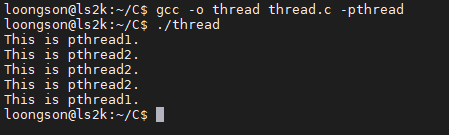 loongson@ls2k:~/C$ gcc -o thread thread.c -pthread
loongson@ls2k:~/C$ ./thread
This is pthread1.
This is pthread2.
This is pthread2.
This is pthread2.
This is pthread1.
loongson@ls2k:~/C$